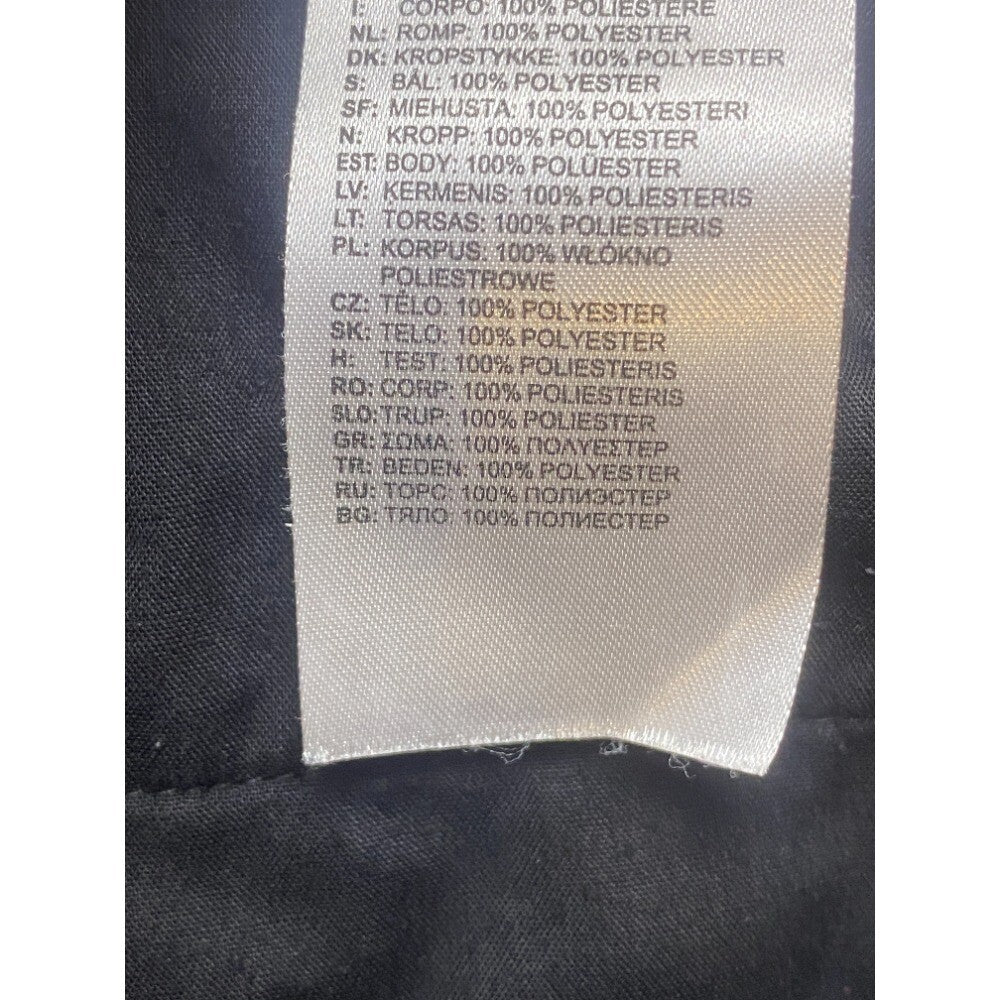 I: CORPO: 100% POLIESTERE
NL: ROMP: 100% POLYESTER
DK: KROPSTYKKE: 100% POLYESTER
S: BÅL: 100% POLYESTER
SF: MIEHUSTA: 100% POLYESTERI
N: KROPP: 100% POLYESTER
EST: BODY: 100% POLÜESTER
LV: KERMENIS: 100% POLIESTERIS
LT: TORSAS: 100% POLIESTERIS
PL: KORPUS: 100% WŁÓKNO
POLIESTROWE
CZ: TĚLO: 100% POLYESTER
SK: TELO: 100% POLYESTER
H: TEST: 100% POLIESTERIS
RO: CORP: 100% POLIESTERIS
SLO: TRUP: 100% POLIESTER
GR: ΣΩΜΑ: 100% ΠΟΛΥΕΣΤΕΡ
TR: BEDEN: 100% POLYESTER
RU: ТОРС: 100% ПОЛИЭСТЕР
BG: ТЯЛО: 100% ПОЛИЕСТЕР